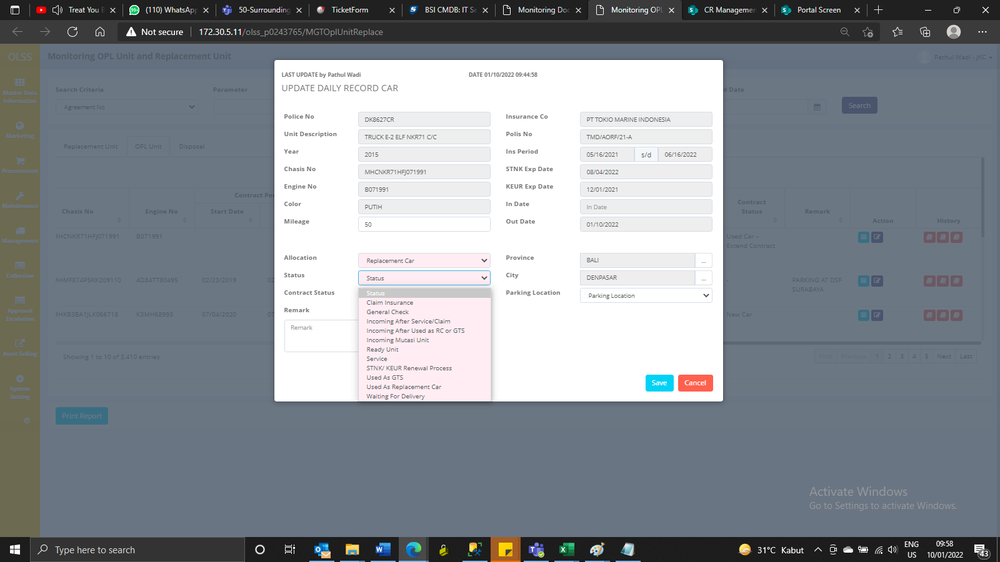 Treat You B
(110) WhatsApp
50-Surrounding
TicketForm
BSI CMDB: IT Se
Monitoring Doc
Monitoring OPL
CR Management
Portal Screen
Not secure
172.30.5.11/olss_p0243765/MGTOplUnitReplace
OLSS
Monitoring OPL Unit and Replacement Unit
Pathul Wadi - JKC
Master Data Information
Marketing
Procurement
Maintenance
Management
Collection
Approval Escalation
Asset Selling
System Setting
Search Criteria
Parameter
d Date
Agreement No
Search
Replacement Unit
OPL Unit
Disposal
Contract Pe
Chasis No
Engine No
Start Date
Contract Status
Remark
Action
History
MHCNKR71HFJ071991 B071991
Used Car – Extend Contract
MHMFE74P5KK209110 4D34TT80495 02/23/2019 02
- PARKING AT DSF SURABAYA
MHKB3BA1JLK066718 K3MH68993 07/04/2020 07
New Car
Showing 1 to 10 of 3,410 entries
First Previous 1 2 3 4 5 Next Last
Print Report
LAST UPDATE by Pathul Wadi
DATE 01/10/2022 09:44:58
UPDATE DAILY RECORD CAR
Police No DK8627CR
Unit Description TRUCK E-2 ELF NKR71 C/C
Year 2015
Chasis No MHCNKR71HFJ071991
Engine No B071991
Color PUTIH
Mileage 50
Insurance Co PT TOKIO MARINE INDONESIA
Polis No TMD/AORF/21-A
Ins Period 05/16/2021 s/d 06/16/2022
STNK Exp Date 08/04/2022
KEUR Exp Date 12/01/2021
In Date In Date
Out Date 01/10/2022
Allocation Replacement Car
Status Status
Contract Status
Remark
Remark
Status
Claim Insurance
General Check
Incoming After Service/Claim
Incoming After Used as RC or GTS
Incoming Mutasi Unit
Ready Unit
Service
STNK/ KEUR Renewal Process
Used As GTS
Used As Replacement Car
Waiting For Delivery
Province BALI ...
City DENPASAR ...
Parking Location Parking Location
Save
Cancel
Activate Windows
Go to Settings to activate Windows.
Type here to search
31°C Kabut
ENG
US
09:58
10/01/2022
43